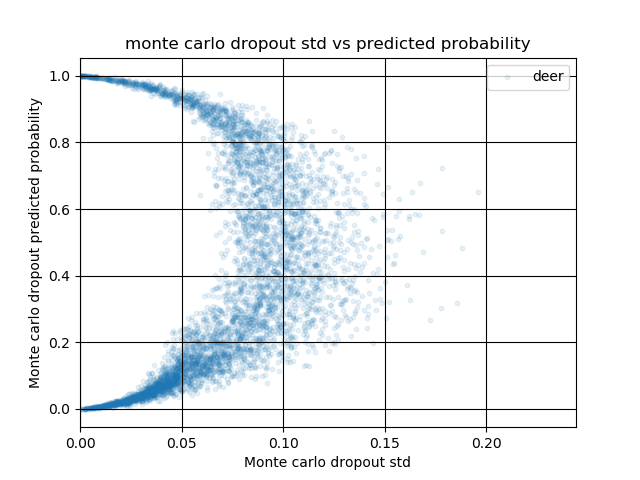 monte carlo dropout std vs predicted probability
deer
Monte carlo dropout predicted probability
1.0
0.8
0.6
0.4
0.2
0.0
0.00 0.05 0.10 0.15 0.20
Monte carlo dropout std